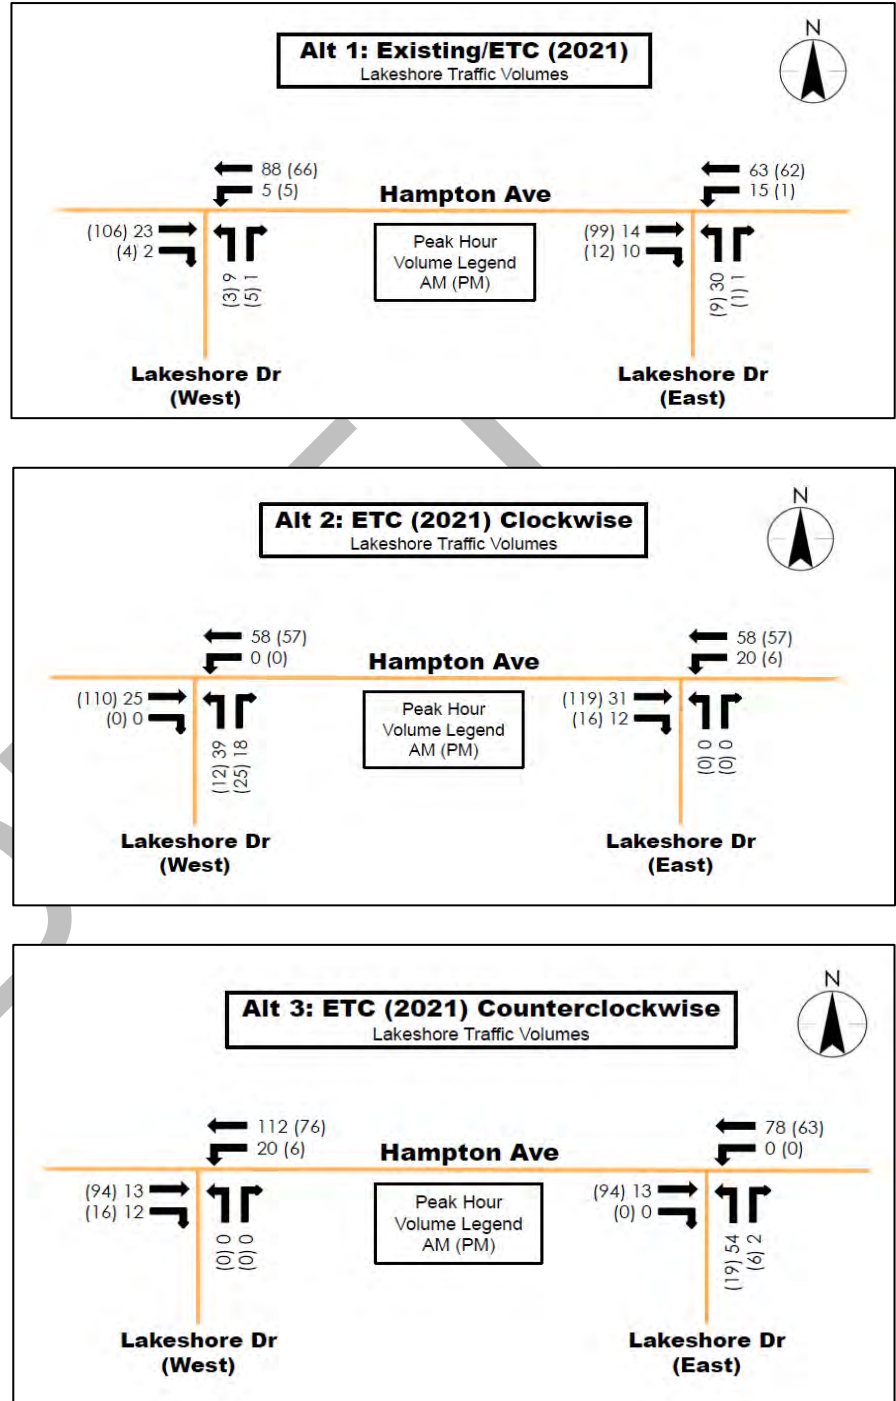 Alt 1: Existing/ETC (2021)
Lakeshore Traffic Volumes
N
88 (66)
5 (5)
Hampton Ave
63 (62)
15 (1)
(106) 23
(4) 2
(3) 9
(5) 1
Peak Hour
Volume Legend
AM (PM)
(99) 14
(12) 10
(9) 30
(1) 1
Lakeshore Dr
(West)
Lakeshore Dr
(East)
Alt 2: ETC (2021) Clockwise
Lakeshore Traffic Volumes
N
58 (57)
0 (0)
Hampton Ave
58 (57)
20 (6)
(110) 25
(0) 0
(12) 39
(25) 18
Peak Hour
Volume Legend
AM (PM)
(119) 31
(16) 12
(0) 0
(0) 0
Lakeshore Dr
(West)
Lakeshore Dr
(East)
Alt 3: ETC (2021) Counterclockwise
Lakeshore Traffic Volumes
N
112 (76)
20 (6)
Hampton Ave
78 (63)
0 (0)
(94) 13
(16) 12
(0) 0
(0) 0
Peak Hour
Volume Legend
AM (PM)
(94) 13
(0) 0
(19) 54
(6) 2
Lakeshore Dr
(West)
Lakeshore Dr
(East)